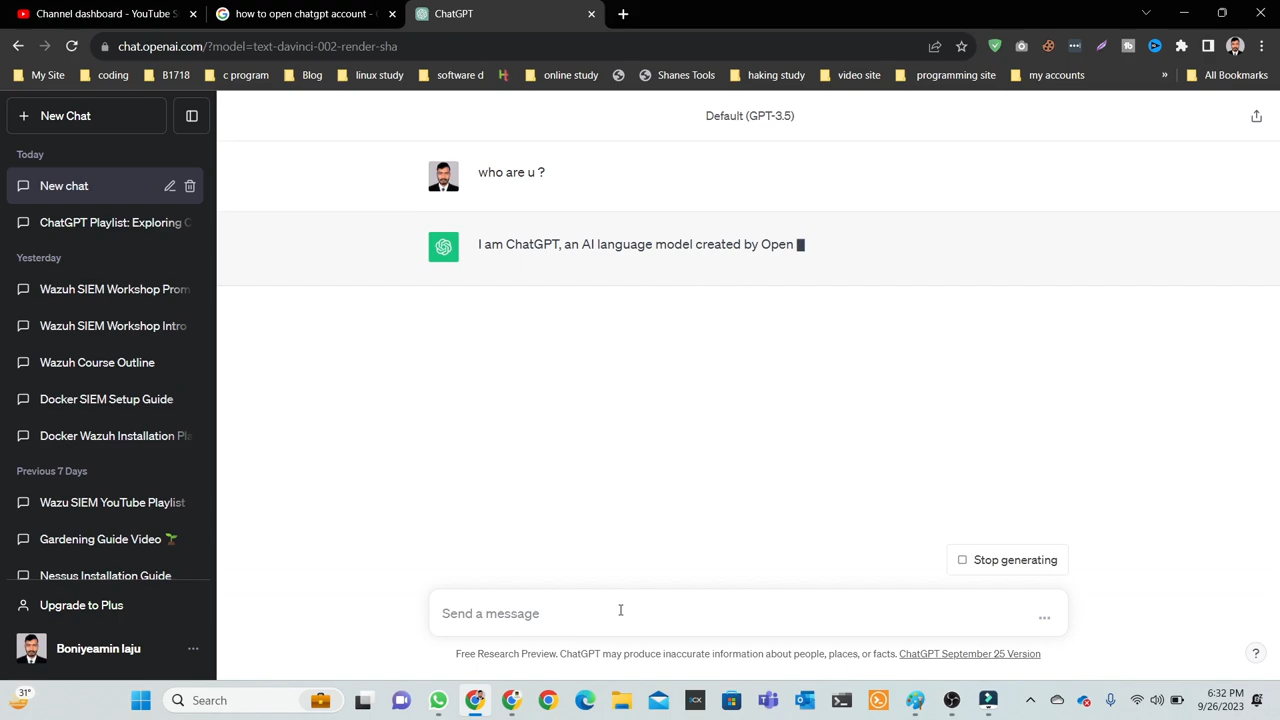 Channel dashboard - YouTube S
how to open chatgpt account -
ChatGPT
chat.openai.com/?model=text-davinci-002-render-sha
My Site
coding
B1718
c program
Blog
linux study
software d
online study
Shanes Tools
haking study
video site
programming site
my accounts
»
All Bookmarks
New Chat
Default (GPT-3.5)
Today
New chat
ChatGPT Playlist: Exploring C
Yesterday
Wazuh SIEM Workshop Prom
Wazuh SIEM Workshop Intro
Wazuh Course Outline
Docker SIEM Setup Guide
Docker Wazuh Installation Pla
Previous 7 Days
Wazu SIEM YouTube Playlist
Gardening Guide Video 🌱
Nessus Installation Guide
Upgrade to Plus
Boniyeamin laju
who are u ?
I am ChatGPT, an AI language model created by Open
Stop generating
Send a message
Free Research Preview. ChatGPT may produce inaccurate information about people, places, or facts. ChatGPT September 25 Version
?
31°
Search
6:32 PM
9/26/2023